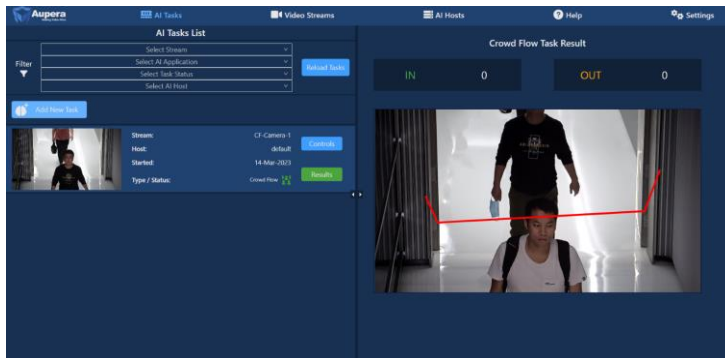 Aupera
AI Tasks
Video Streams
AI Hosts
Help
Settings
AI Tasks List
Filter
Select Stream
Select AI Application
Select Task Status
Select AI Host
Reload Tasks
Add New Task
Stream: CF-Camera-1
Host: default
Started: 14-Mar-2023
Type / Status: Crowd Flow
Controls
Results
Crowd Flow Task Result
IN 0 OUT 0